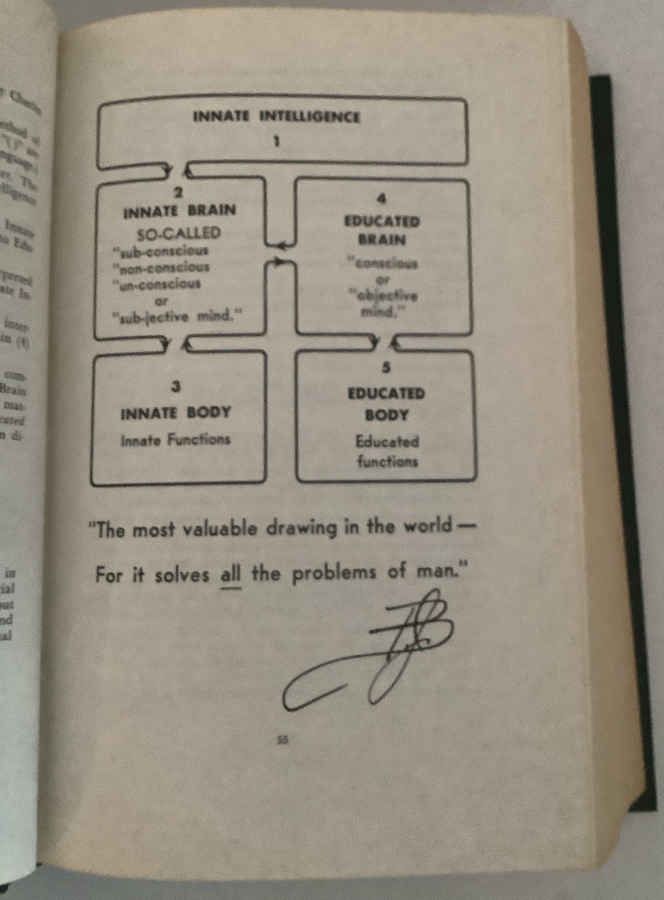 INNATE INTELLIGENCE
1
2
INNATE BRAIN
SO-CALLED
"sub-conscious
"non-conscious
"un-conscious
or
"sub-jective mind."
4
EDUCATED
BRAIN
"conscious
or
"objective
mind."
3
INNATE BODY
Innate Functions
5
EDUCATED
BODY
Educated
functions
"The most valuable drawing in the world —
For it solves all the problems of man."
55